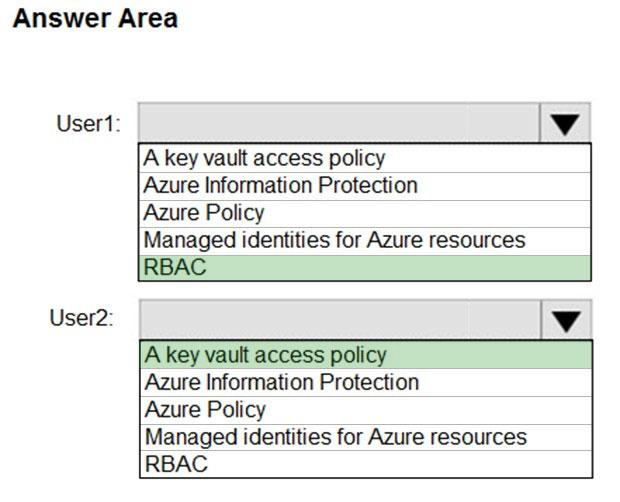 Answer Area
User1:
A key vault access policy
Azure Information Protection
Azure Policy
Managed identities for Azure resources
RBAC
User2:
A key vault access policy
Azure Information Protection
Azure Policy
Managed identities for Azure resources
RBAC